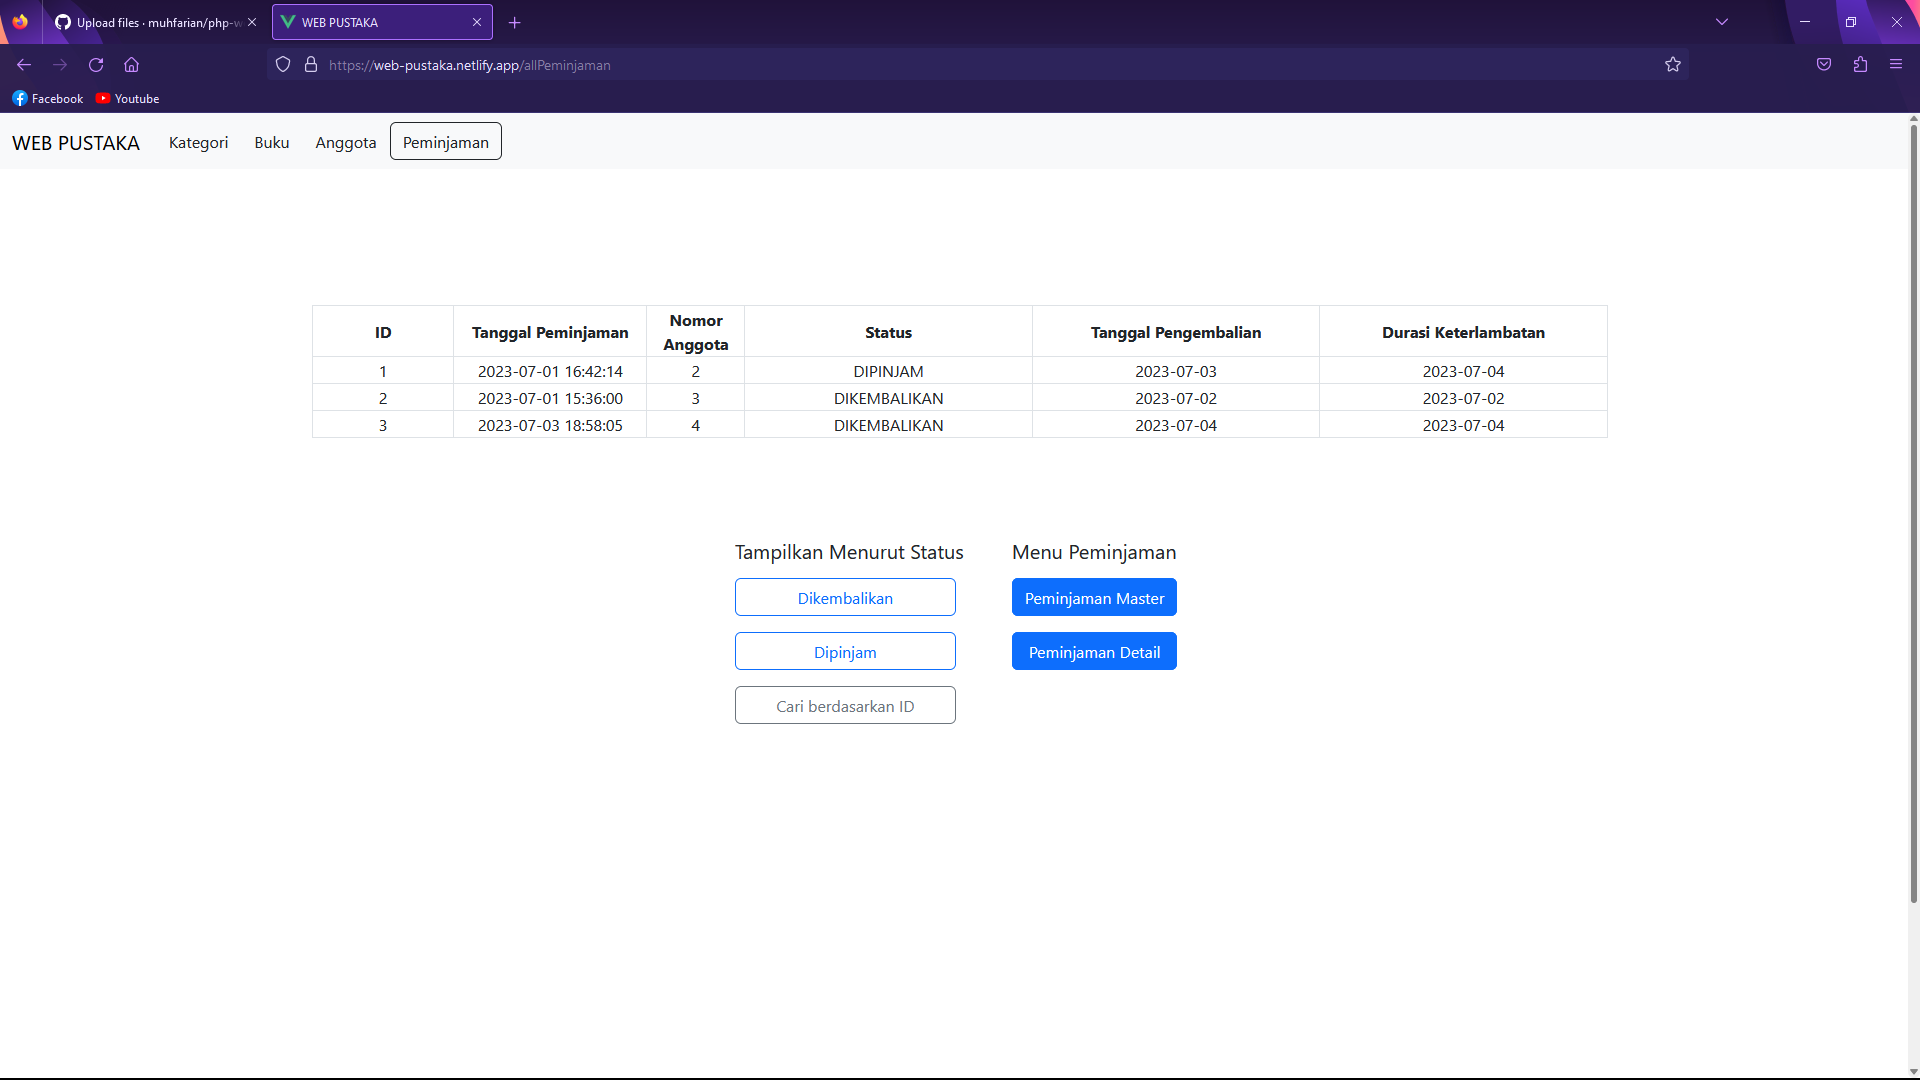 Upload files · muhfarian/php-w
WEB PUSTAKA
https://web-pustaka.netlify.app/allPeminjaman
Facebook Youtube
WEB PUSTAKA Kategori Buku Anggota Peminjaman
ID Tanggal Peminjaman Nomor Anggota Status Tanggal Pengembalian Durasi Keterlambatan
1 2023-07-01 16:42:14 2 DIPINJAM 2023-07-03 2023-07-04
2 2023-07-01 15:36:00 3 DIKEMBALIKAN 2023-07-02 2023-07-02
3 2023-07-03 18:58:05 4 DIKEMBALIKAN 2023-07-04 2023-07-04
Tampilkan Menurut Status
Dikembalikan
Dipinjam
Cari berdasarkan ID
Menu Peminjaman
Peminjaman Master
Peminjaman Detail